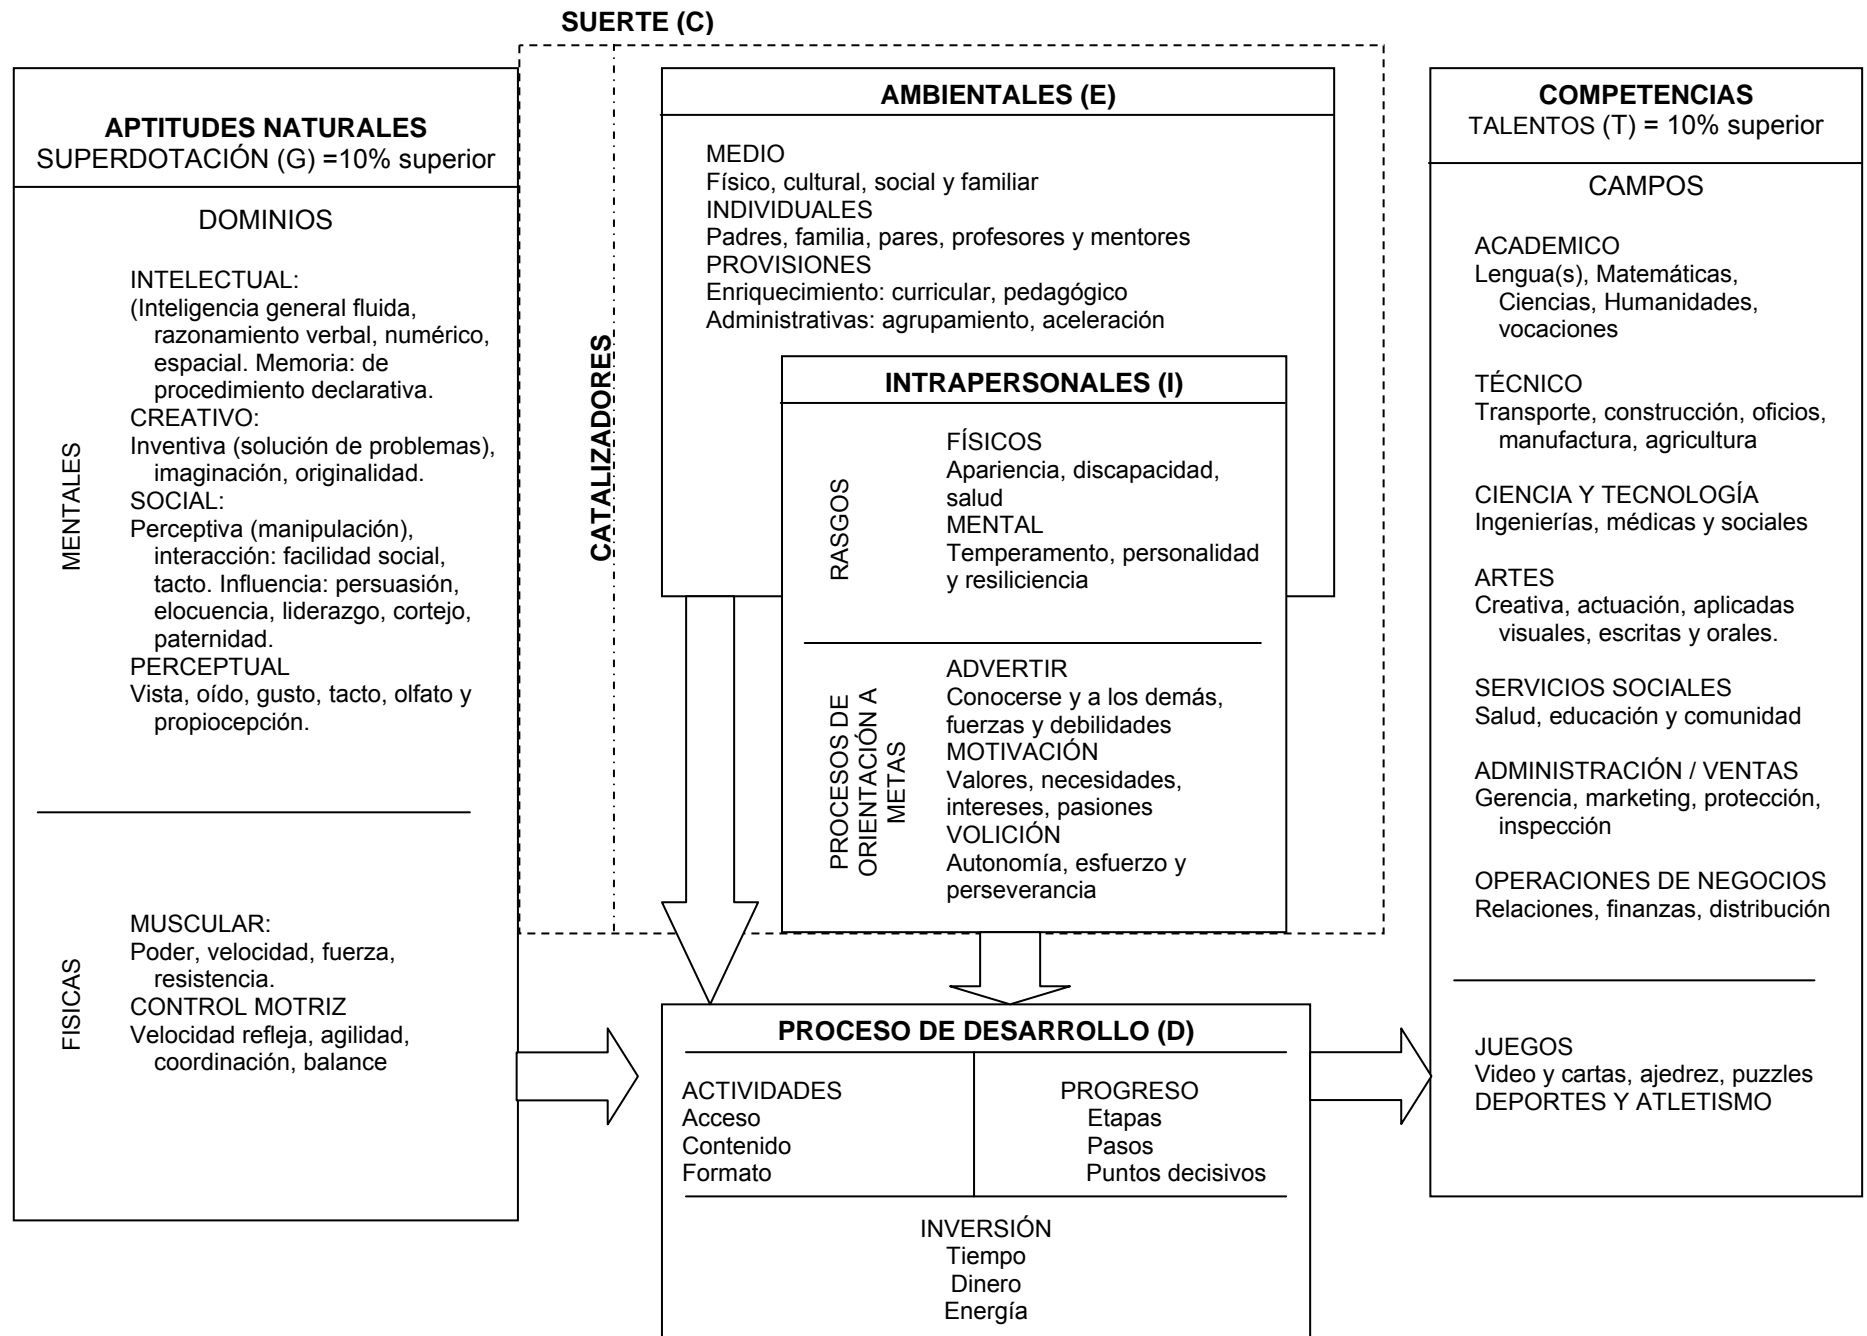 SUERTE (C)
APTITUDES NATURALES
SUPERDOTACIÓN (G) =10% superior
DOMINIOS
MENTALES
INTELECTUAL:
(Inteligencia general fluida,
razonamiento verbal, numérico,
espacial. Memoria: de
procedimiento declarativa.
CREATIVO:
Inventiva (solución de problemas),
imaginación, originalidad.
SOCIAL:
Perceptiva (manipulación),
interacción: facilidad social,
tacto. Influencia: persuasión,
elocuencia, liderazgo, cortejo,
paternidad.
PERCEPTUAL
Vista, oído, gusto, tacto, olfato y
propiocepción.
FISICAS
MUSCULAR:
Poder, velocidad, fuerza,
resistencia.
CONTROL MOTRIZ
Velocidad refleja, agilidad,
coordinación, balance
CATALIZADORES
AMBIENTALES (E)
MEDIO
Físico, cultural, social y familiar
INDIVIDUALES
Padres, familia, pares, profesores y mentores
PROVISIONES
Enriquecimiento: curricular, pedagógico
Administrativas: agrupamiento, aceleración
INTRAPERSONALES (I)
RASGOS
FÍSICOS
Apariencia, discapacidad,
salud
MENTAL
Temperamento, personalidad
y resiliciencia
PROCESOS DE
ORIENTACIÓN A
METAS
ADVERTIR
Conocerse y a los demás,
fuerzas y debilidades
MOTIVACIÓN
Valores, necesidades,
intereses, pasiones
VOLICIÓN
Autonomía, esfuerzo y
perseverancia
PROCESO DE DESARROLLO (D)
ACTIVIDADES
Acceso
Contenido
Formato
PROGRESO
Etapas
Pasos
Puntos decisivos
INVERSIÓN
Tiempo
Dinero
Energía
COMPETENCIAS
TALENTOS (T) = 10% superior
CAMPOS
ACADEMICO
Lengua(s), Matemáticas,
Ciencias, Humanidades,
vocaciones
TÉCNICO
Transporte, construcción, oficios,
manufactura, agricultura
CIENCIA Y TECNOLOGÍA
Ingenierías, médicas y sociales
ARTES
Creativa, actuación, aplicadas
visuales, escritas y orales.
SERVICIOS SOCIALES
Salud, educación y comunidad
ADMINISTRACIÓN / VENTAS
Gerencia, marketing, protección,
inspección
OPERACIONES DE NEGOCIOS
Relaciones, finanzas, distribución
JUEGOS
Video y cartas, ajedrez, puzzles
DEPORTES Y ATLETISMO